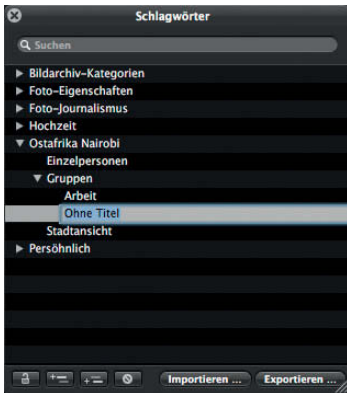 Schlagwörter
Suchen
Bildarchiv-Kategorien
Foto-Eigenschaften
Foto-Journalismus
Hochzeit
Ostafrika Nairobi
Einzelpersonen
Gruppen
Arbeit
Ohne Titel
Stadtansicht
Persöhnlich
Importieren ... Exportieren ...